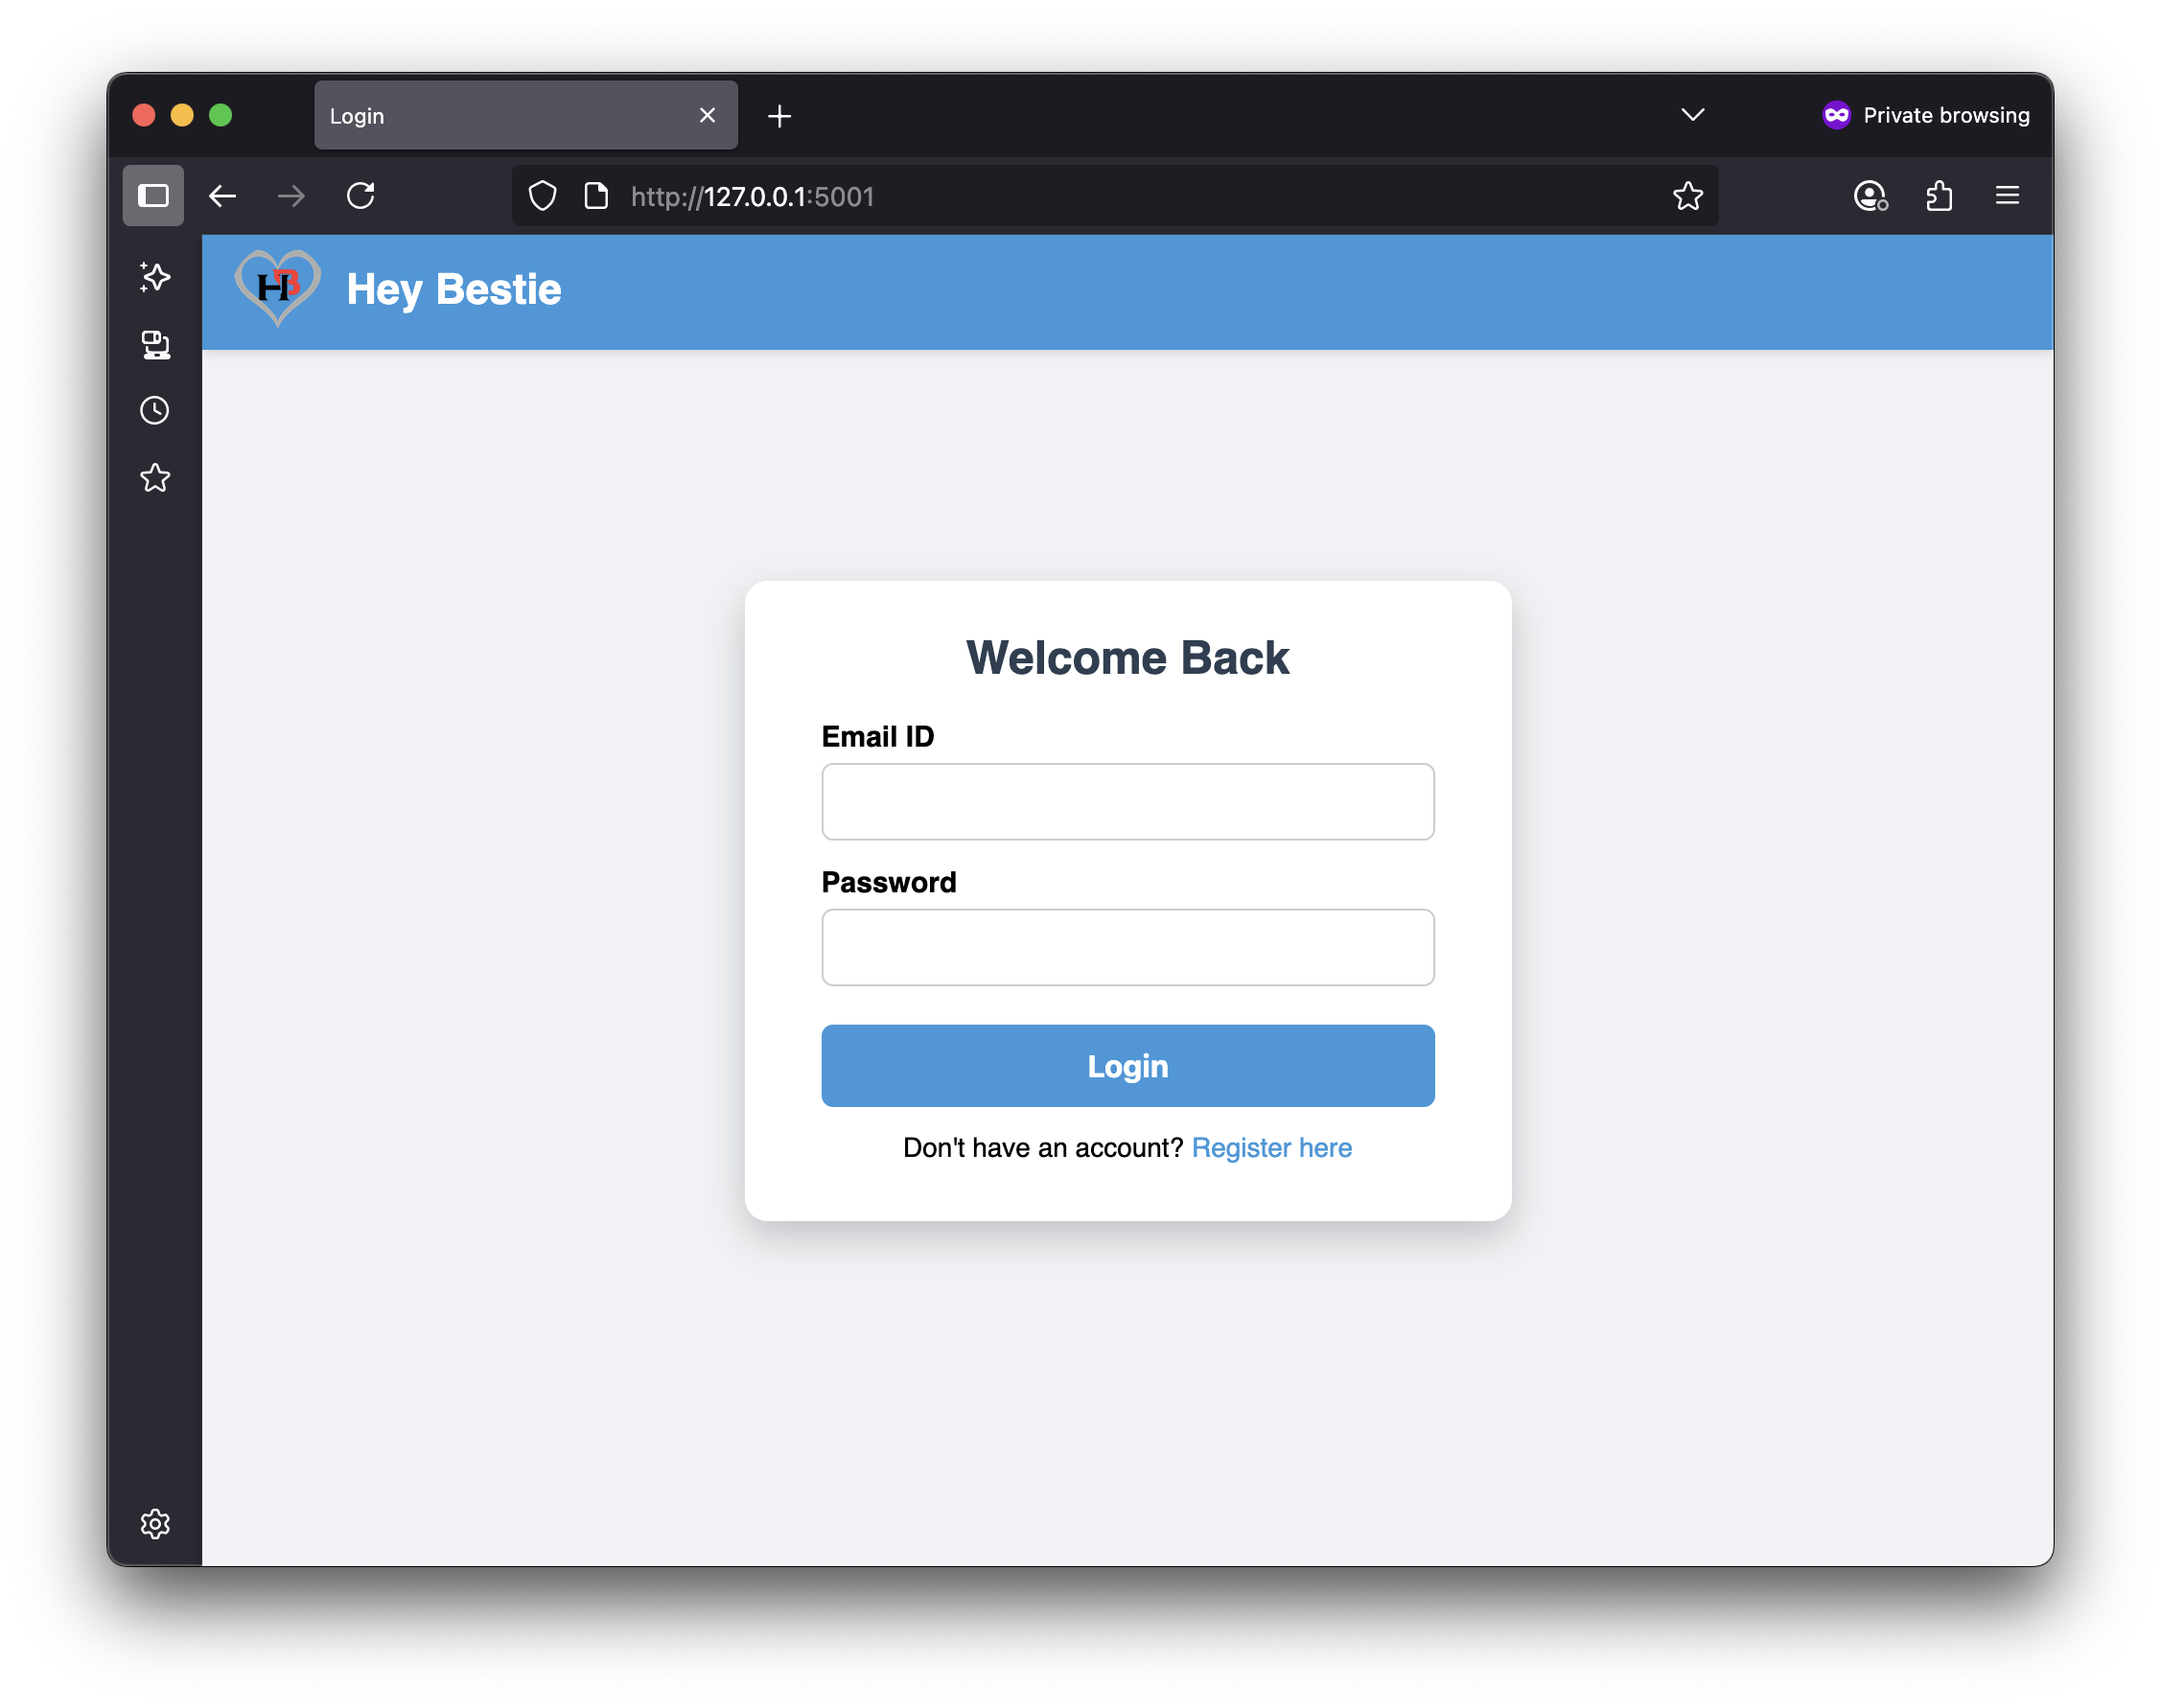 Login
Private browsing
http://127.0.0.1:5001
HB
Hey Bestie
Welcome Back
Email ID
Password
Login
Don't have an account? Register here